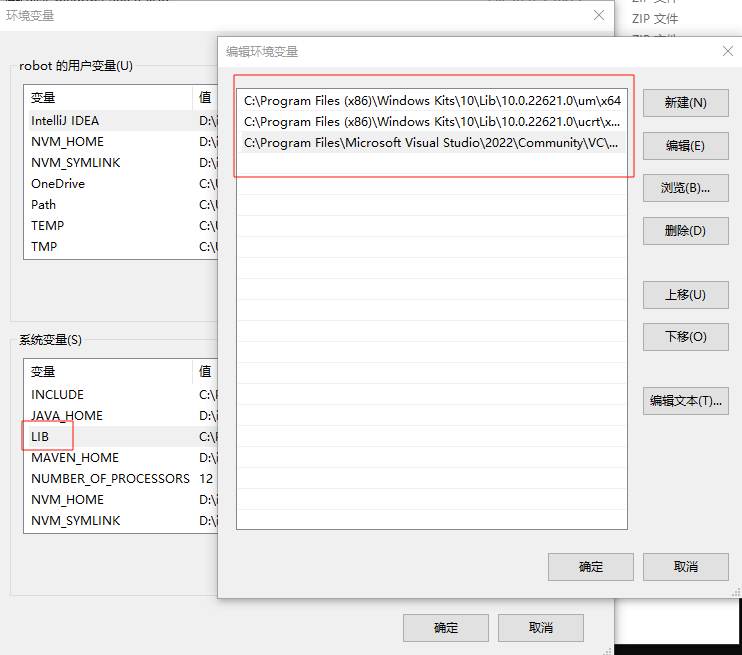 ZIP 文件
环境变量
编辑环境变量
robot 的用户变量(U)
变量 值
IntelliJ IDEA D:\
NVM_HOME D:\
NVM_SYMLINK D:\
OneDrive C:\
Path C:\
TEMP C:\
TMP C:\
C:\Program Files (x86)\Windows Kits\10\Lib\10.0.22621.0\um\x64
C:\Program Files (x86)\Windows Kits\10\Lib\10.0.22621.0\ucrt\x...
C:\Program Files\Microsoft Visual Studio\2022\Community\VC\...
新建(N)
编辑(E)
浏览(B)...
删除(D)
上移(U)
下移(O)
编辑文本(T)...
系统变量(S)
变量 值
INCLUDE C:\
JAVA_HOME D:\
LIB C:\
MAVEN_HOME D:\
NUMBER_OF_PROCESSORS 12
NVM_HOME D:\
NVM_SYMLINK D:\
确定 取消
确定 取消